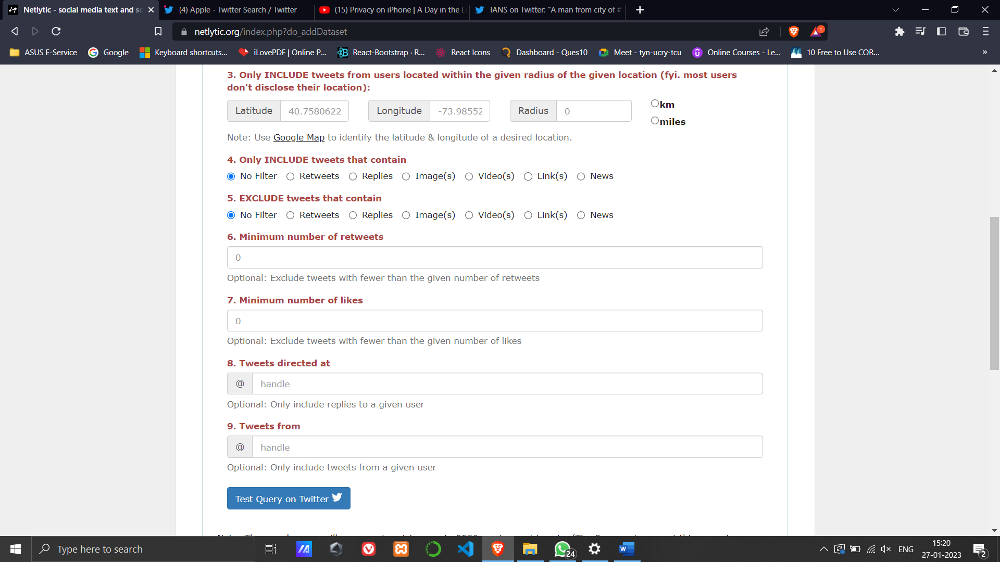 Netlytic - social media text and so
(4) Apple - Twitter Search / Twitter
(15) Privacy on iPhone | A Day in the Li
IANS on Twitter: "A man from city of #
netlytic.org/index.php?do_addDataset
1
ASUS E-Service
Google
Keyboard shortcuts...
iLovePDF | Online P...
React-Bootstrap · R...
React Icons
Dashboard - Ques10
Meet - tyn-ucry-tcu
Online Courses - Le...
10 Free to Use COR...
»
3. Only INCLUDE tweets from users located within the given radius of the given location (fyi. most users
don't disclose their location):
Latitude 40.7580622 Longitude -73.98552 Radius 0 km
miles
Note: Use Google Map to identify the latitude & longitude of a desired location.
4. Only INCLUDE tweets that contain
No Filter Retweets Replies Image(s) Video(s) Link(s) News
5. EXCLUDE tweets that contain
No Filter Retweets Replies Image(s) Video(s) Link(s) News
6. Minimum number of retweets
0
Optional: Exclude tweets with fewer than the given number of retweets
7. Minimum number of likes
0
Optional: Exclude tweets with fewer than the given number of likes
8. Tweets directed at
@ handle
Optional: Only include replies to a given user
9. Tweets from
@ handle
Optional: Only include tweets from a given user
Test Query on Twitter
Type here to search
24
ENG
15:20
27-01-2023
2